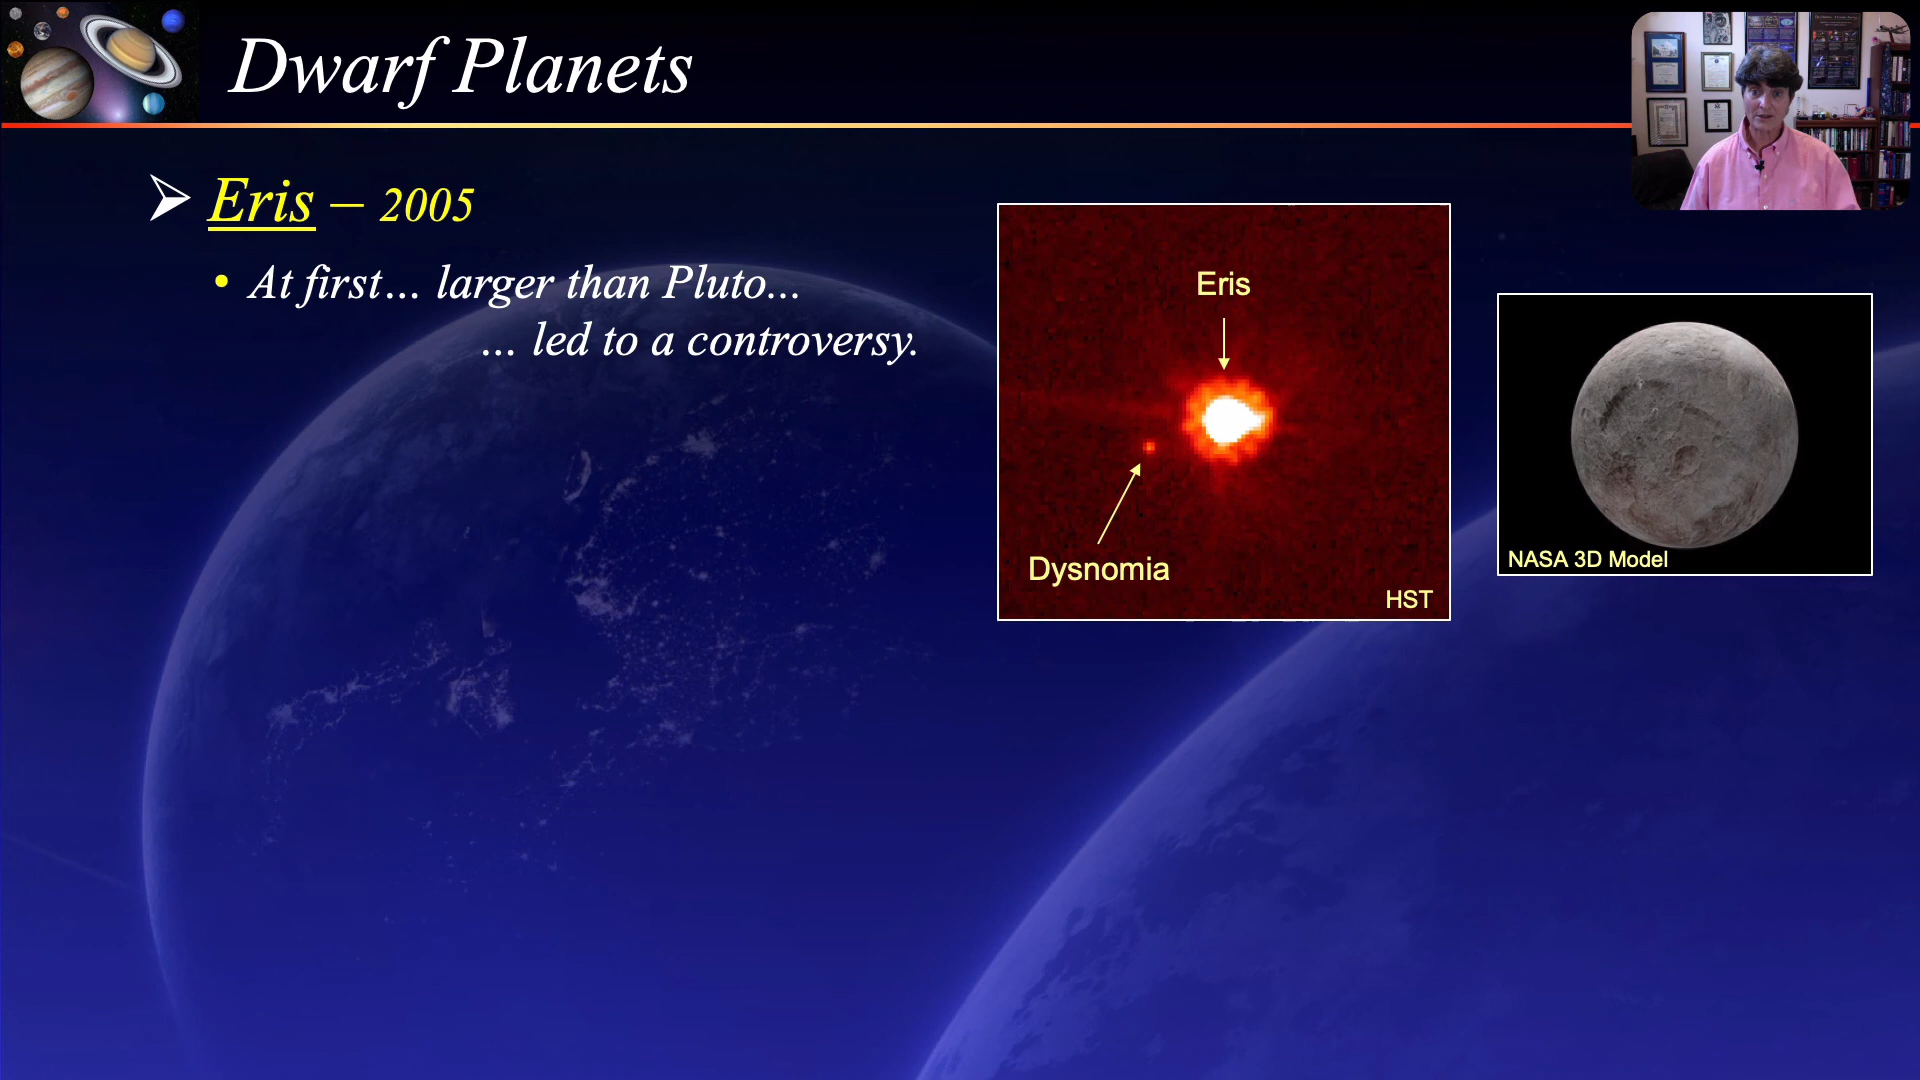 Dwarf Planets
Eris – 2005
• At first… larger than Pluto…
… led to a controversy.
Eris
Dysnomia
HST
NASA 3D Model